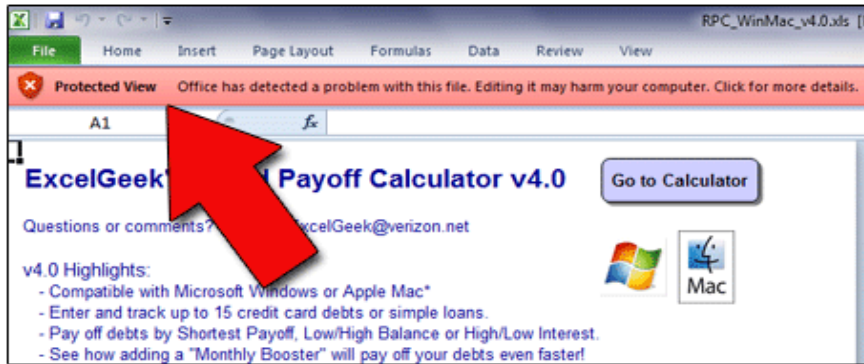 RPC_WinMac_v4.0.xls
File Home Insert Page Layout Formulas Data Review View
Protected View Office has detected a problem with this file. Editing it may harm your computer. Click for more details.
A1 fx
ExcelGeek Payoff Calculator v4.0
Go to Calculator
Questions or comments? ExcelGeek@verizon.net
v4.0 Highlights:
Mac
- Compatible with Microsoft Windows or Apple Mac*
- Enter and track up to 15 credit card debts or simple loans.
- Pay off debts by Shortest Payoff, Low/High Balance or High/Low Interest.
- See how adding a "Monthly Booster" will pay off your debts even faster!